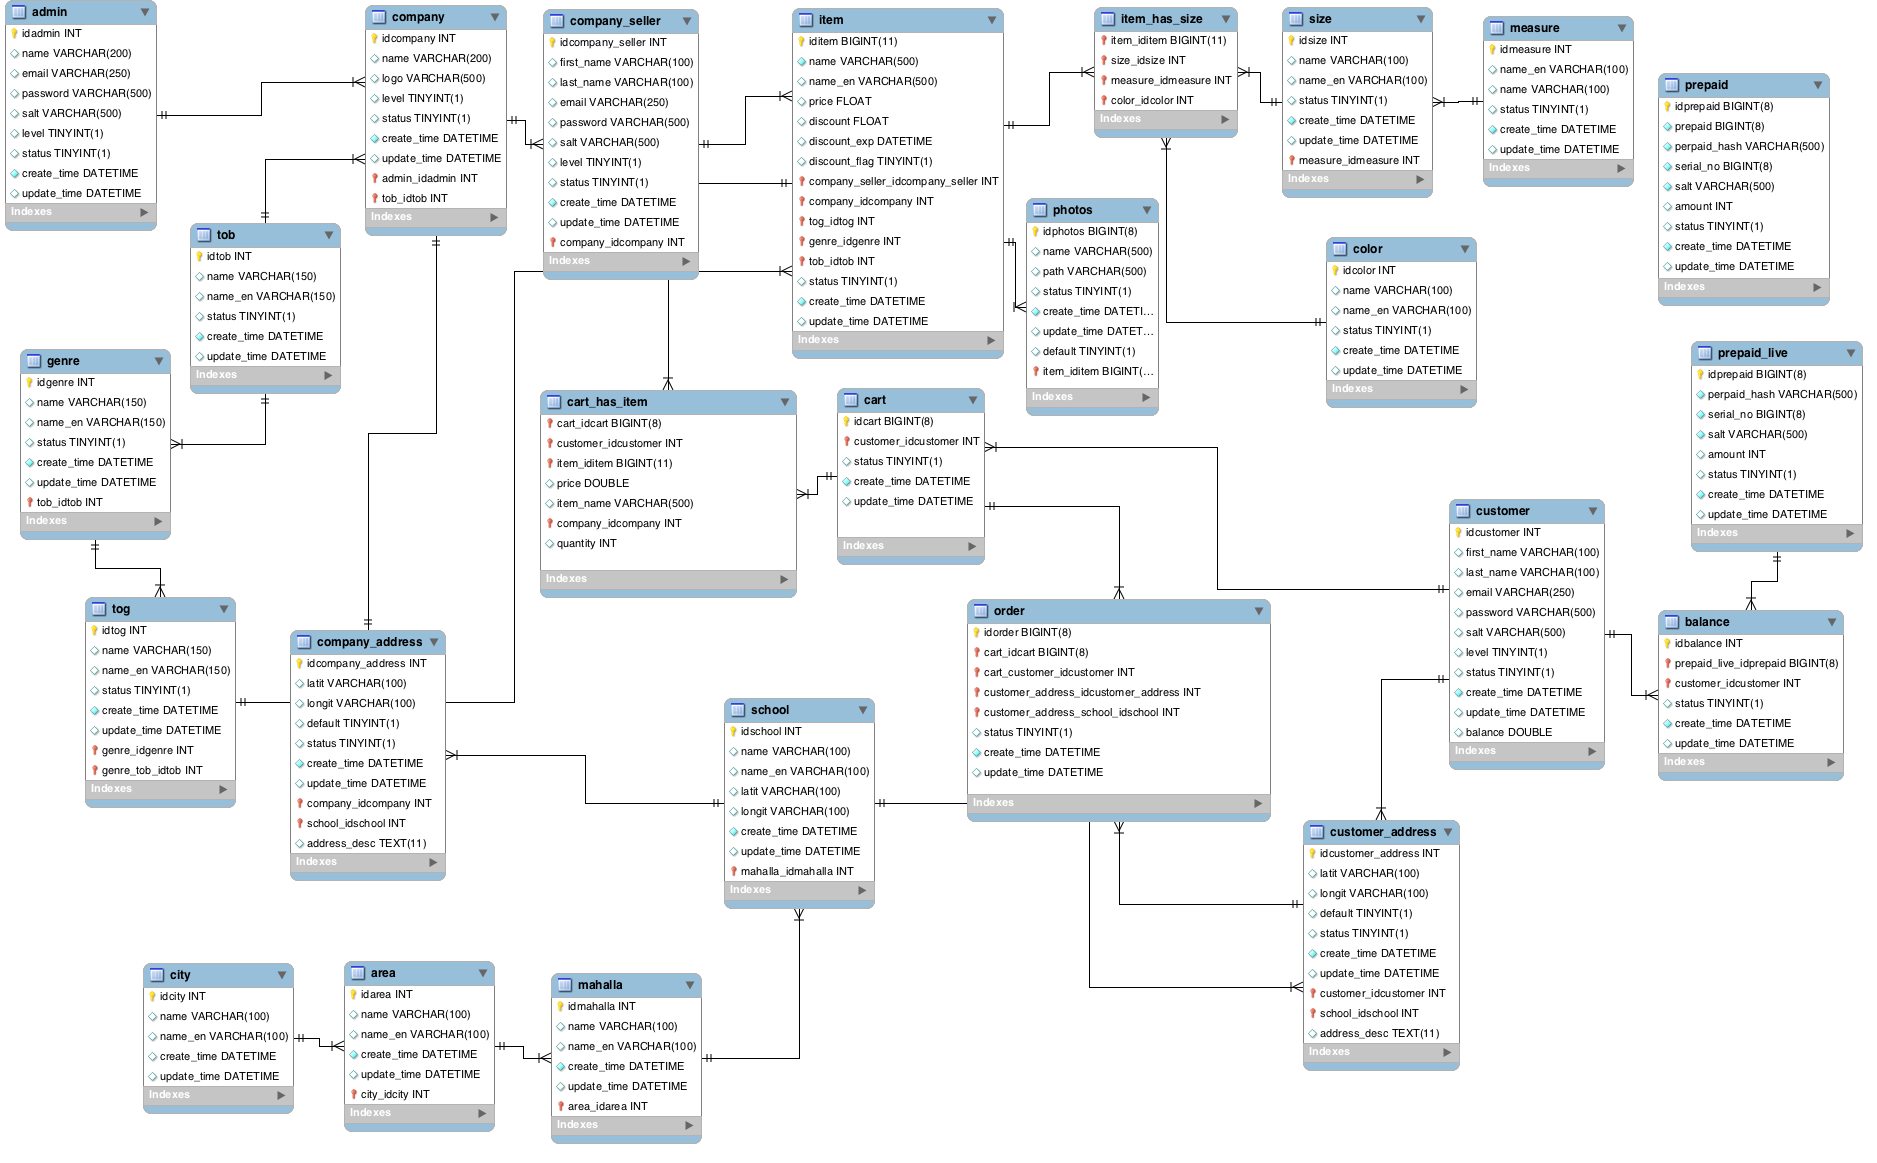 admin
idadmin INT
name VARCHAR(200)
email VARCHAR(250)
password VARCHAR(500)
salt VARCHAR(500)
level TINYINT(1)
status TINYINT(1)
create_time DATETIME
update_time DATETIME
Indexes
company
idcompany INT
name VARCHAR(200)
logo VARCHAR(500)
level TINYINT(1)
status TINYINT(1)
create_time DATETIME
update_time DATETIME
admin_idadmin INT
tob_idtob INT
Indexes
company_seller
idcompany_seller INT
first_name VARCHAR(100)
last_name VARCHAR(100)
email VARCHAR(250)
password VARCHAR(500)
salt VARCHAR(500)
level TINYINT(1)
status TINYINT(1)
create_time DATETIME
update_time DATETIME
company_idcompany INT
Indexes
item
iditem BIGINT(11)
name VARCHAR(500)
name_en VARCHAR(500)
price FLOAT
discount FLOAT
discount_exp DATETIME
discount_flag TINYINT(1)
company_seller_idcompany_seller INT
company_idcompany INT
tog_idtog INT
genre_idgenre INT
tob_idtob INT
status TINYINT(1)
create_time DATETIME
update_time DATETIME
Indexes
item_has_size
item_iditem BIGINT(11)
size_idsize INT
measure_idmeasure INT
color_idcolor INT
Indexes
size
idsize INT
name VARCHAR(100)
name_en VARCHAR(100)
status TINYINT(1)
create_time DATETIME
update_time DATETIME
measure_idmeasure INT
Indexes
measure
idmeasure INT
name_en VARCHAR(100)
name VARCHAR(100)
status TINYINT(1)
create_time DATETIME
update_time DATETIME
Indexes
prepaid
idprepaid BIGINT(8)
prepaid BIGINT(8)
perpaid_hash VARCHAR(500)
serial_no BIGINT(8)
salt VARCHAR(500)
amount INT
status TINYINT(1)
create_time DATETIME
update_time DATETIME
Indexes
tob
idtob INT
name VARCHAR(150)
name_en VARCHAR(150)
status TINYINT(1)
create_time DATETIME
update_time DATETIME
Indexes
photos
idphotos BIGINT(8)
name VARCHAR(500)
path VARCHAR(500)
status TINYINT(1)
create_time DATETI...
update_time DATET...
default TINYINT(1)
item_iditem BIGINT(...
Indexes
color
idcolor INT
name VARCHAR(100)
name_en VARCHAR(100)
status TINYINT(1)
create_time DATETIME
update_time DATETIME
Indexes
genre
idgenre INT
name VARCHAR(150)
name_en VARCHAR(150)
status TINYINT(1)
create_time DATETIME
update_time DATETIME
tob_idtob INT
Indexes
cart_has_item
cart_idcart BIGINT(8)
customer_idcustomer INT
item_iditem BIGINT(11)
price DOUBLE
item_name VARCHAR(500)
company_idcompany INT
quantity INT
Indexes
cart
idcart BIGINT(8)
customer_idcustomer INT
status TINYINT(1)
create_time DATETIME
update_time DATETIME
Indexes
prepaid_live
idprepaid BIGINT(8)
perpaid_hash VARCHAR(500)
serial_no BIGINT(8)
salt VARCHAR(500)
amount INT
status TINYINT(1)
create_time DATETIME
update_time DATETIME
Indexes
customer
idcustomer INT
first_name VARCHAR(100)
last_name VARCHAR(100)
email VARCHAR(250)
password VARCHAR(500)
salt VARCHAR(500)
level TINYINT(1)
status TINYINT(1)
create_time DATETIME
update_time DATETIME
balance DOUBLE
Indexes
tog
idtog INT
name VARCHAR(150)
name_en VARCHAR(150)
status TINYINT(1)
create_time DATETIME
update_time DATETIME
genre_idgenre INT
genre_tob_idtob INT
Indexes
company_address
idcompany_address INT
latit VARCHAR(100)
longit VARCHAR(100)
default TINYINT(1)
status TINYINT(1)
create_time DATETIME
update_time DATETIME
company_idcompany INT
school_idschool INT
address_desc TEXT(11)
Indexes
order
idorder BIGINT(8)
cart_idcart BIGINT(8)
cart_customer_idcustomer INT
customer_address_idcustomer_address INT
customer_address_school_idschool INT
status TINYINT(1)
create_time DATETIME
update_time DATETIME
Indexes
balance
idbalance INT
prepaid_live_idprepaid BIGINT(8)
customer_idcustomer INT
status TINYINT(1)
create_time DATETIME
update_time DATETIME
Indexes
school
idschool INT
name VARCHAR(100)
name_en VARCHAR(100)
latit VARCHAR(100)
longit VARCHAR(100)
create_time DATETIME
update_time DATETIME
mahalla_idmahalla INT
Indexes
customer_address
idcustomer_address INT
latit VARCHAR(100)
longit VARCHAR(100)
default TINYINT(1)
status TINYINT(1)
create_time DATETIME
update_time DATETIME
customer_idcustomer INT
school_idschool INT
address_desc TEXT(11)
Indexes
city
idcity INT
name VARCHAR(100)
name_en VARCHAR(100)
create_time DATETIME
update_time DATETIME
Indexes
area
idarea INT
name VARCHAR(100)
name_en VARCHAR(100)
create_time DATETIME
update_time DATETIME
city_idcity INT
Indexes
mahalla
idmahalla INT
name VARCHAR(100)
name_en VARCHAR(100)
create_time DATETIME
update_time DATETIME
area_idarea INT
Indexes